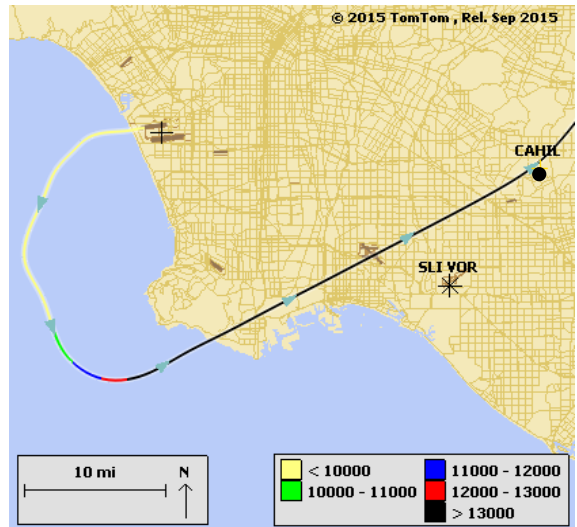 © 2015 TomTom , Rel. Sep 2015
CAHIL
SLI VOR
10 mi
N
< 10000
10000 - 11000
11000 - 12000
12000 - 13000
> 13000